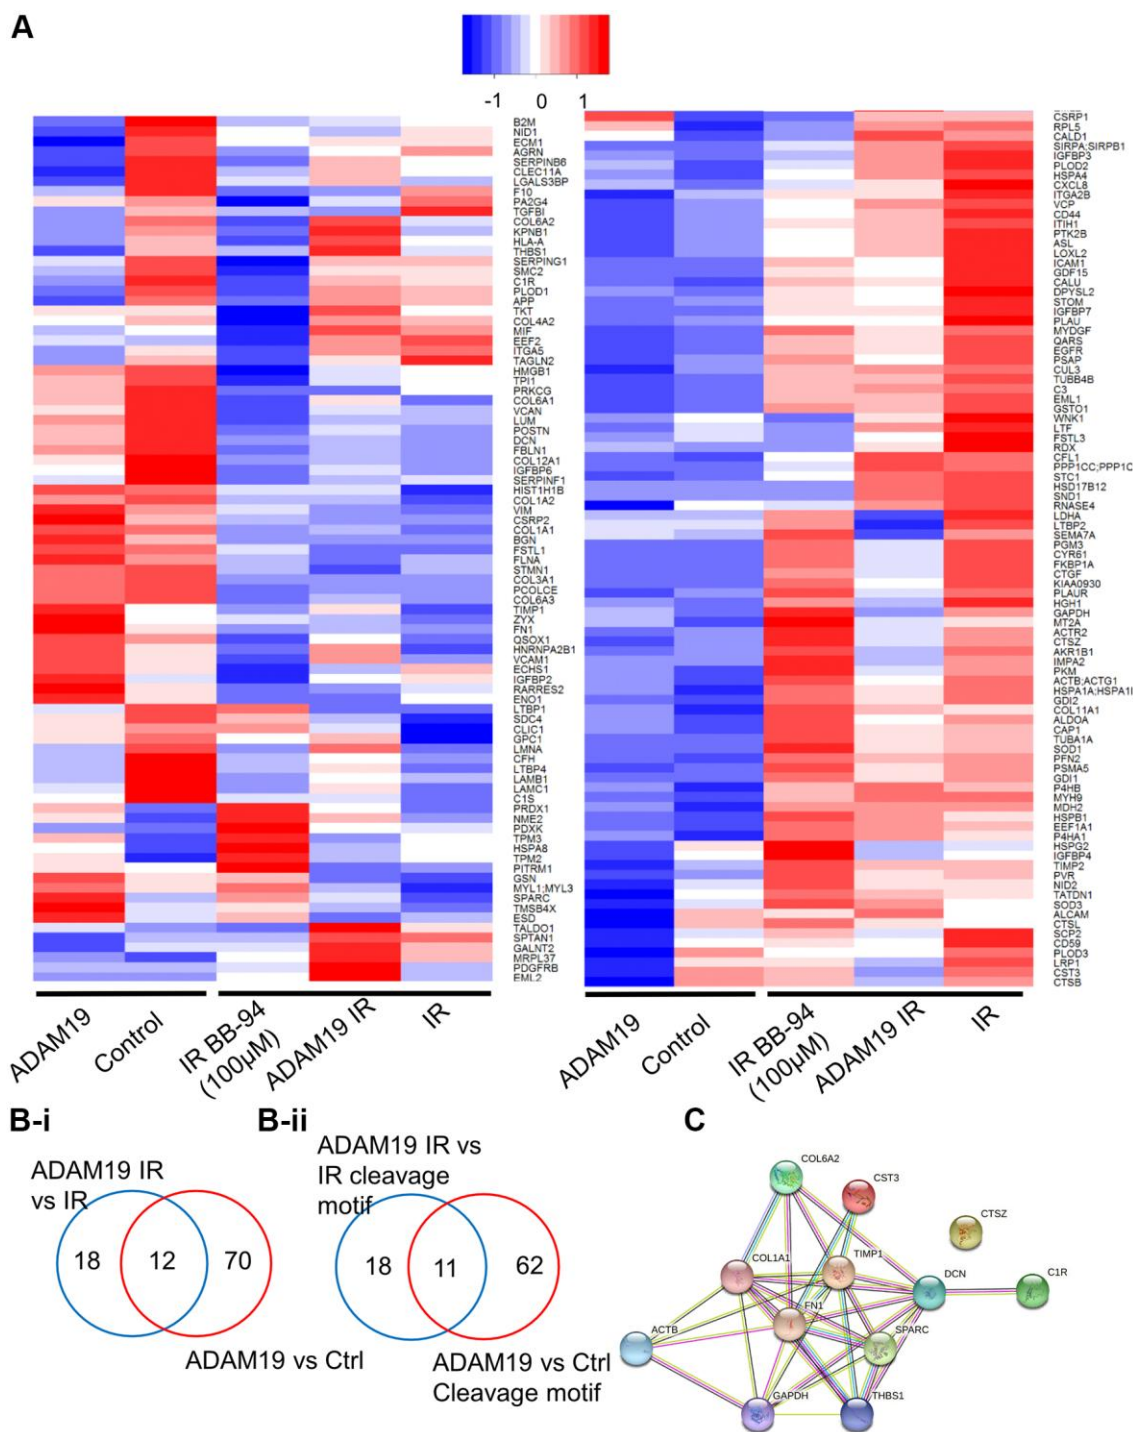 A
-1 0 1
B2M
NID1
ECM1
AGRN
SERPINB6
CLEC11A
LGALS3BP
F10
PA2G4
TGFBI
COL6A2
KPNB1
HLA-A
THBS1
SERPING1
SMC2
C1R
PLOD1
APP
TKT
COL4A2
MIF
EEF2
ITGA5
TAGLN2
HMGB1
TPI1
PRKCG
COL6A1
VCAN
LUM
POSTN
DCN
FBLN1
COL12A1
IGFBP6
SERPINF1
HIST1H1B
COL1A2
VIM
CSRP2
COL1A1
BGN
FSTL1
FLNA
STMN1
COL3A1
PCOLCE
COL6A3
TIMP1
ZYX
FN1
QSOX1
HNRNPA2B1
VCAM1
ECHS1
IGFBP2
RARRES2
ENO1
LTBP1
SDC4
CLIC1
GPC1
LMNA
CFH
LTBP4
LAMB1
LAMC1
C1S
PRDX1
NME2
PDXK
TPM3
HSPA8
TPM2
PITRM1
GSN
MYL1;MYL3
SPARC
TMSB4X
ESD
TALDO1
SPTAN1
GALNT2
MRPL37
PDGFRB
EML2
ADAM19
Control
IR BB-94
(100µM)
ADAM19 IR
IR
CSRP1
RPL5
CALD1
SIRPA;SIRPB1
IGFBP3
PLOD2
HSPA4
CXCL8
ITGA2B
VCP
CD44
ITIH1
PTK2B
ASL
LOXL2
ICAM1
GDF15
CALU
DPYSL2
STOM
IGFBP7
PLAU
MYDGF
QARS
EGFR
PSAP
CUL3
TUBB4B
C3
EML1
GSTO1
WNK1
LTF
FSTL3
RDX
CFL1
PPP1CC;PPP1C
STC1
HSD17B12
SND1
RNASE4
LDHA
LTBP2
SEMA7A
PGM3
CYR61
FKBP1A
CTGF
KIAA0930
PLAUR
HGH1
GAPDH
MT2A
ACTR2
CTSZ
AKR1B1
IMPA2
PKM
ACTB;ACTG1
HSPA1A;HSPA1
GDI2
COL11A1
ALDOA
CAP1
TUBA1A
SOD1
PFN2
PSMA5
GDI1
P4HB
MYH9
MDH2
HSPB1
EEF1A1
P4HA1
HSPG2
IGFBP4
TIMP2
PVR
NID2
TATDN1
SOD3
ALCAM
CTSL
SCP2
CD59
PLOD3
LRP1
CST3
CTSB
ADAM19
Control
IR BB-94
(100µM)
ADAM19 IR
IR
B-i
ADAM19 IR
vs IR
18 12 70
ADAM19 vs Ctrl
B-ii
ADAM19 IR vs
IR cleavage
motif
18 11 62
ADAM19 vs Ctrl
Cleavage motif
C
COL6A2
CST3
CTSZ
COL1A1
TIMP1
DCN
C1R
FN1
ACTB
SPARC
GAPDH
THBS1